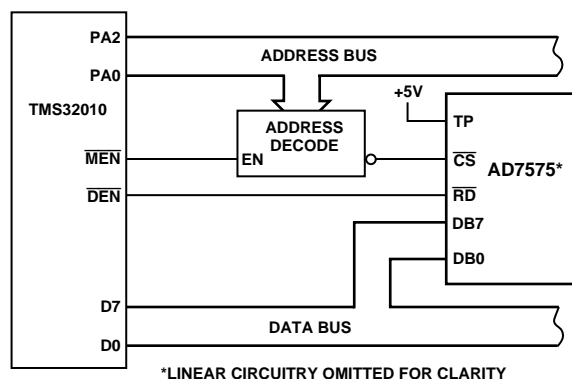 PA2
ADDRESS BUS
PA0
+5V
TMS32010
TP
ADDRESS
DECODE
MEN
EN
CS
AD7575*
DEN
RD
DB7
DB0
D7
DATA BUS
D0
*LINEAR CIRCUITRY OMITTED FOR CLARITY